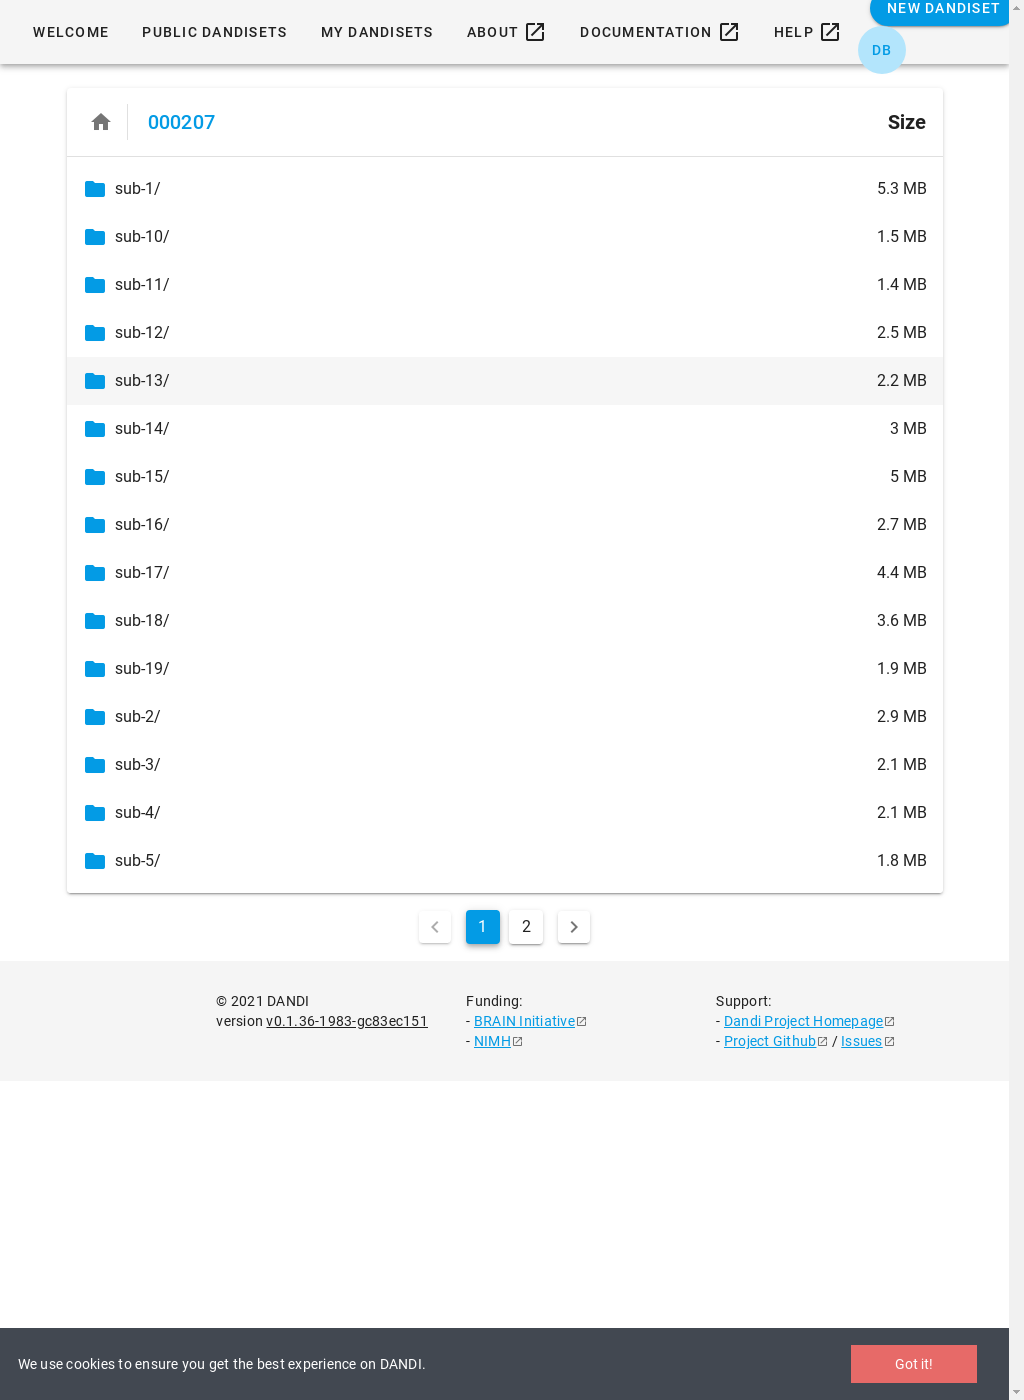 WELCOME PUBLIC DANDISETS MY DANDISETS ABOUT DOCUMENTATION HELP NEW DANDISET
DB
000207 Size
sub-1/ 5.3 MB
sub-10/ 1.5 MB
sub-11/ 1.4 MB
sub-12/ 2.5 MB
sub-13/ 2.2 MB
sub-14/ 3 MB
sub-15/ 5 MB
sub-16/ 2.7 MB
sub-17/ 4.4 MB
sub-18/ 3.6 MB
sub-19/ 1.9 MB
sub-2/ 2.9 MB
sub-3/ 2.1 MB
sub-4/ 2.1 MB
sub-5/ 1.8 MB
1 2
© 2021 DANDI
version v0.1.36-1983-gc83ec151
Funding:
- BRAIN Initiative
- NIMH
Support:
- Dandi Project Homepage
- Project Github / Issues
We use cookies to ensure you get the best experience on DANDI. Got it!